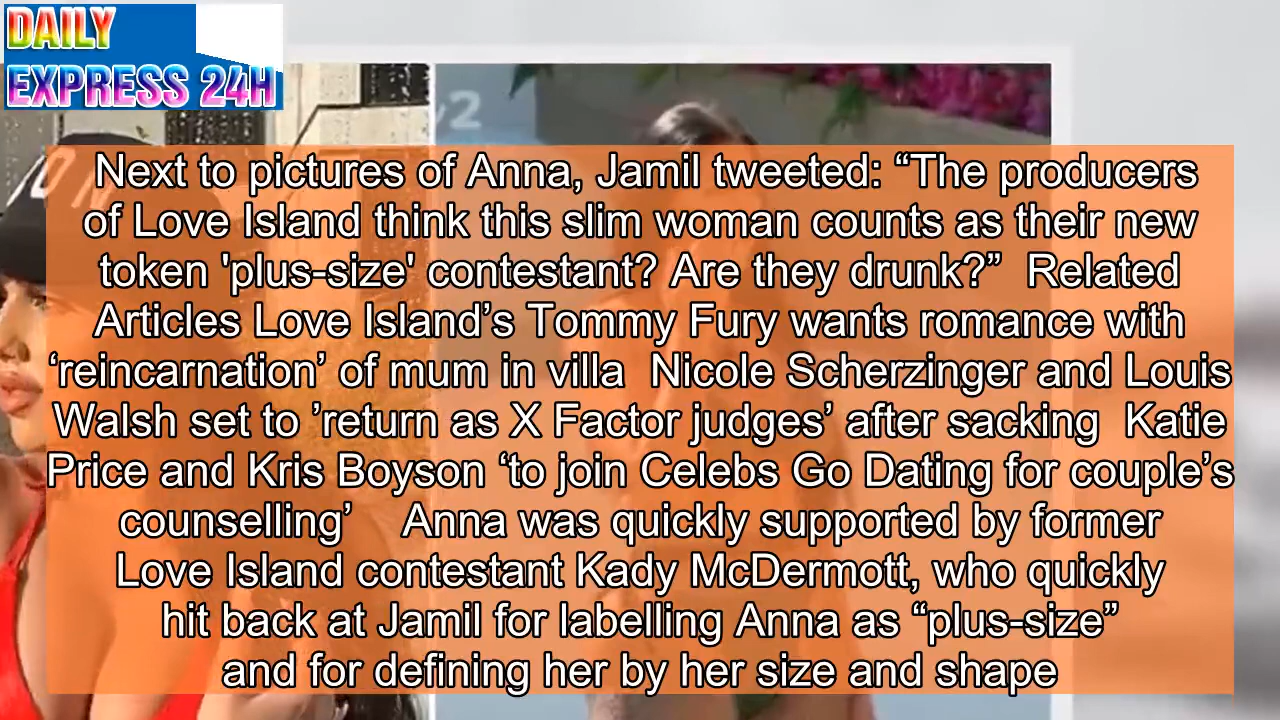 DAILY
EXPRESS 24H
Next to pictures of Anna, Jamil tweeted: “The producers
of Love Island think this slim woman counts as their new
token 'plus-size' contestant? Are they drunk?”  Related
Articles Love Island’s Tommy Fury wants romance with
‘reincarnation’ of mum in villa  Nicole Scherzinger and Louis
Walsh set to ’return as X Factor judges’ after sacking  Katie
Price and Kris Boyson ‘to join Celebs Go Dating for couple’s
counselling’    Anna was quickly supported by former
Love Island contestant Kady McDermott, who quickly
hit back at Jamil for labelling Anna as “plus-size”
and for defining her by her size and shape